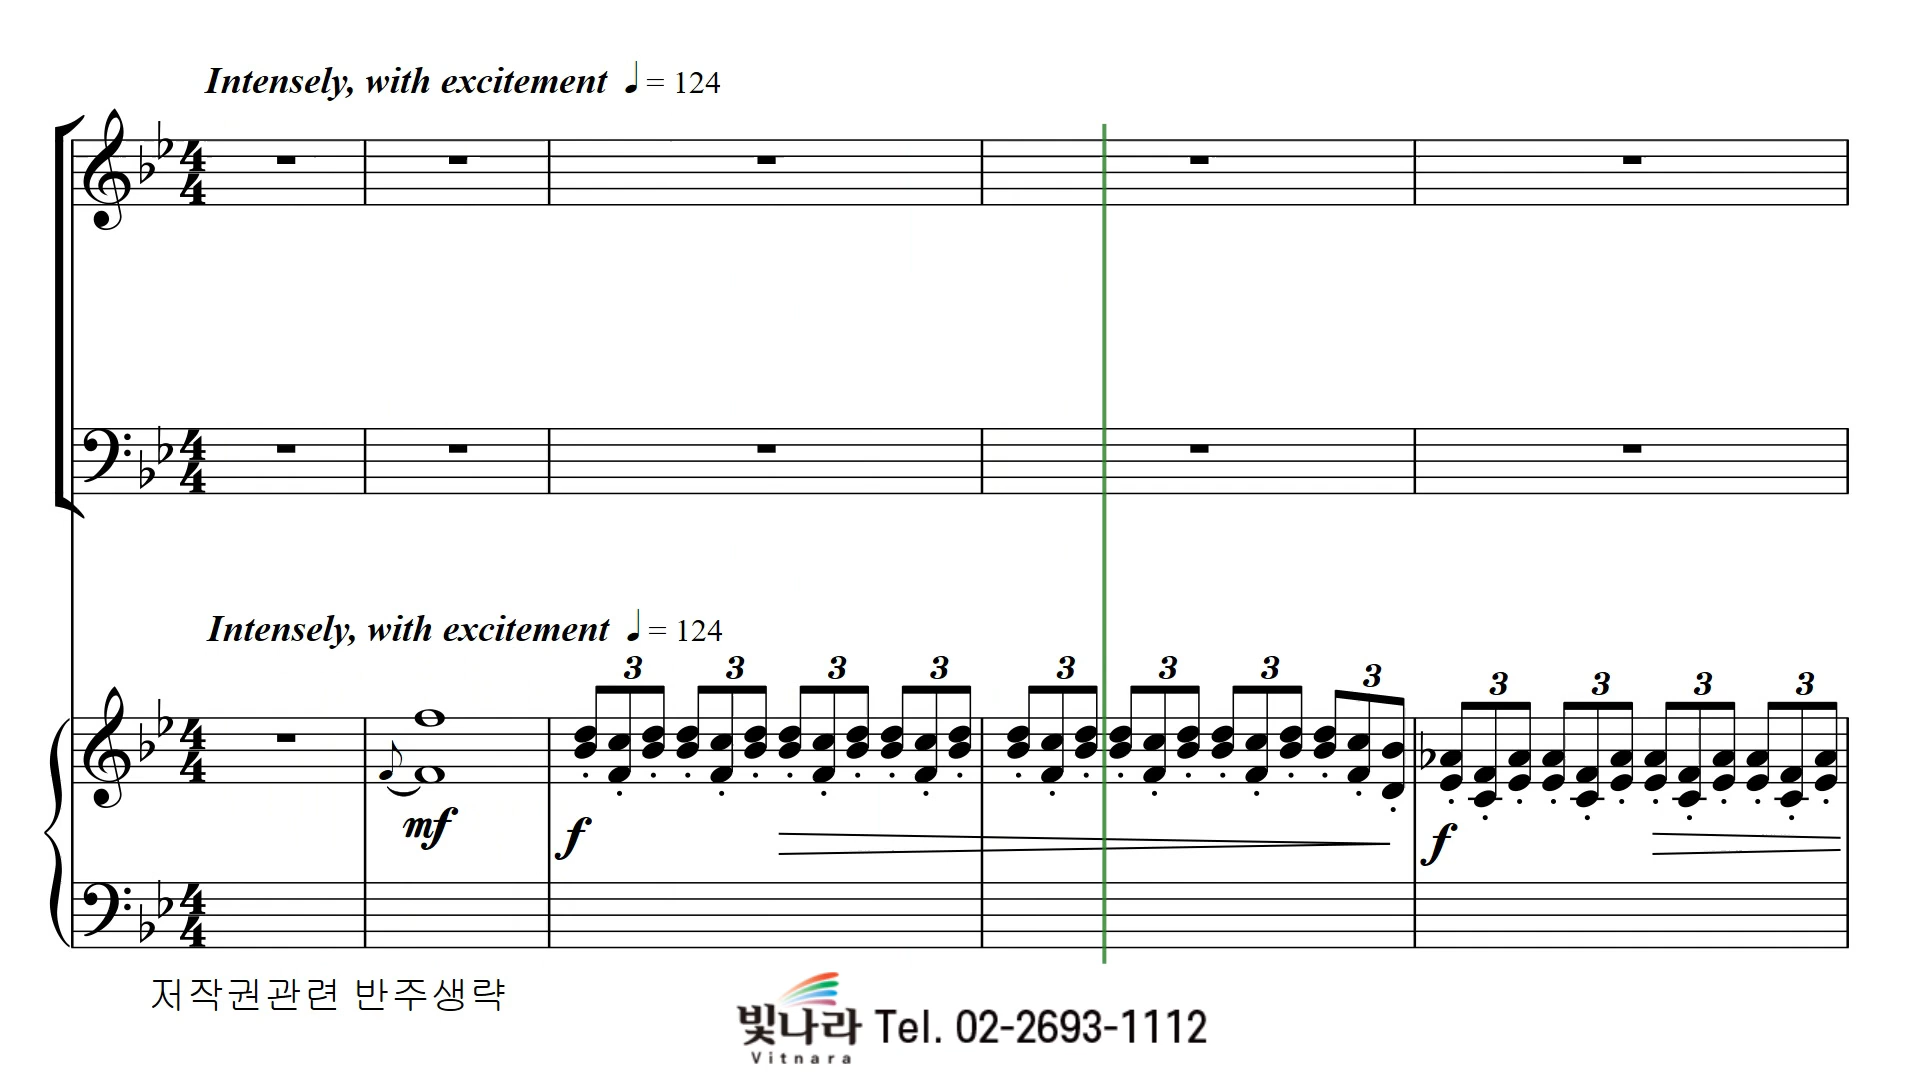 Intensely, with excitement ♩ = 124
Intensely, with excitement ♩ = 124
3 3 3 3 3 3 3 3 3 3 3 3
mf f f
저작권관련 반주생략
빛나라 Tel. 02-2693-1112
Vitnara